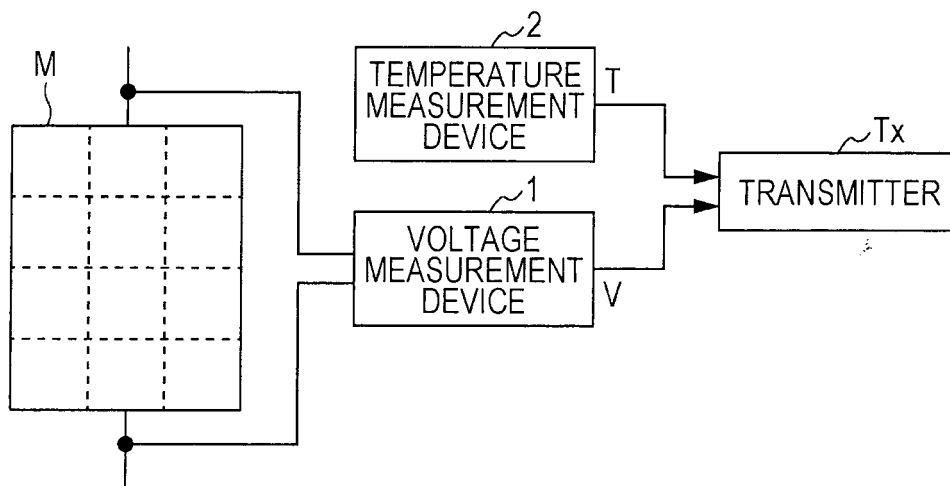 M
2
TEMPERATURE
MEASUREMENT
DEVICE
T
Tx
TRANSMITTER
1
VOLTAGE
MEASUREMENT
DEVICE
V